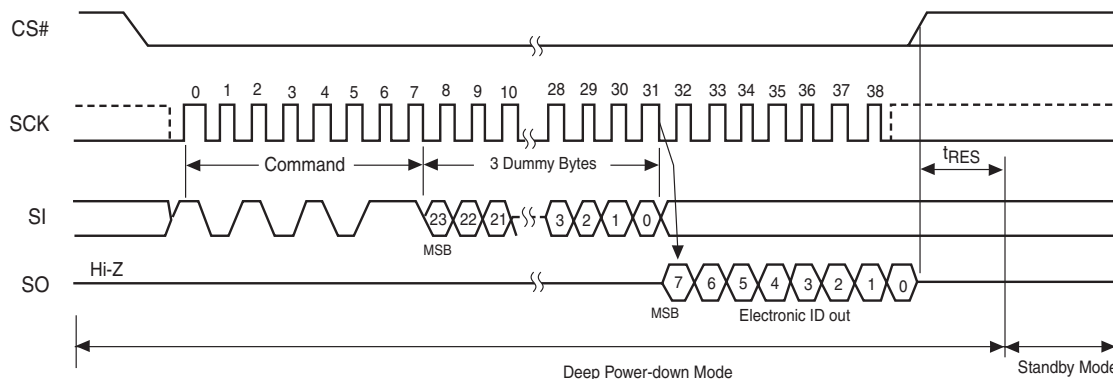 CS#
0 1 2 3 4 5 6 7 8 9 10 28 29 30 31 32 33 34 35 36 37 38
SCK
Command 3 Dummy Bytes tRES
SI 23 22 21 3 2 1 0
MSB
Hi-Z
SO 7 6 5 4 3 2 1 0
MSB Electronic ID out
Deep Power-down Mode Standby Mode